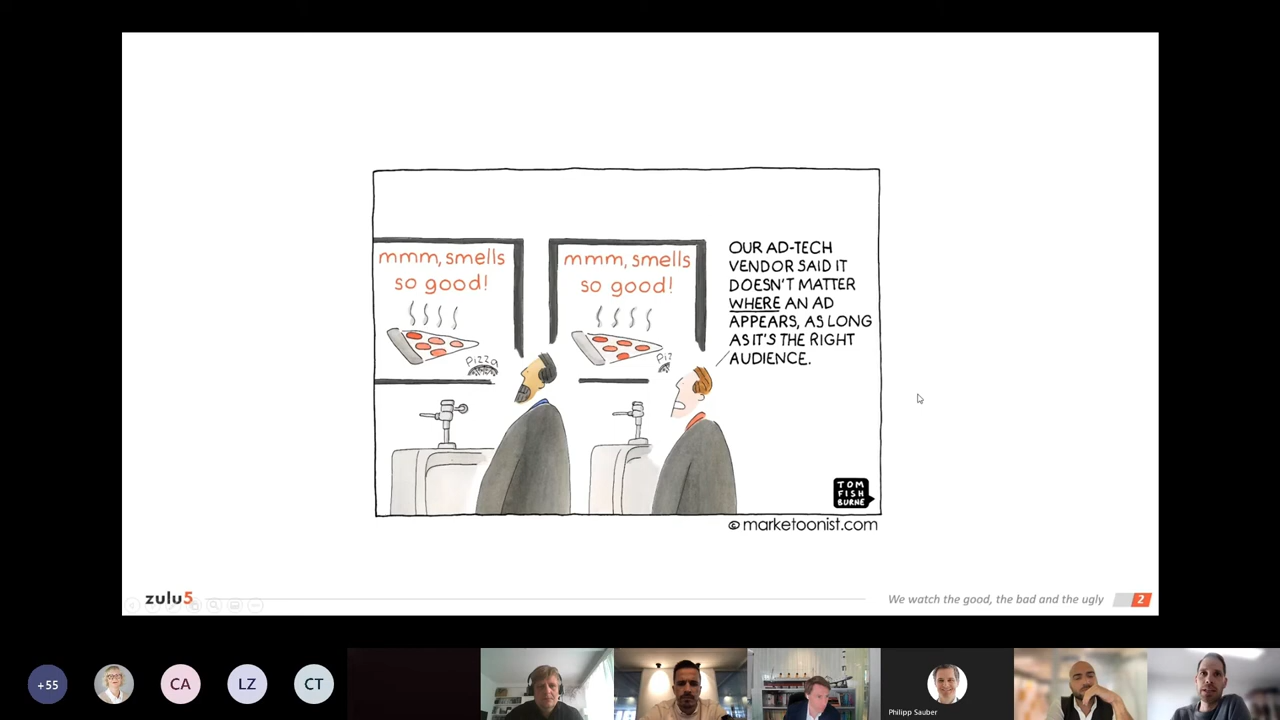 mmm, smells
so good!
Pizza
mmm, smells
so good!
Piz
OUR AD-TECH
VENDOR SAID IT
DOESN'T MATTER
WHERE AN AD
APPEARS, AS LONG
AS IT'S THE RIGHT
AUDIENCE.
TOM
FISH
BURNE
© marketoonist.com
zulu5
We watch the good, the bad and the ugly
2
+55
CA
LZ
CT
Philipp Sauber